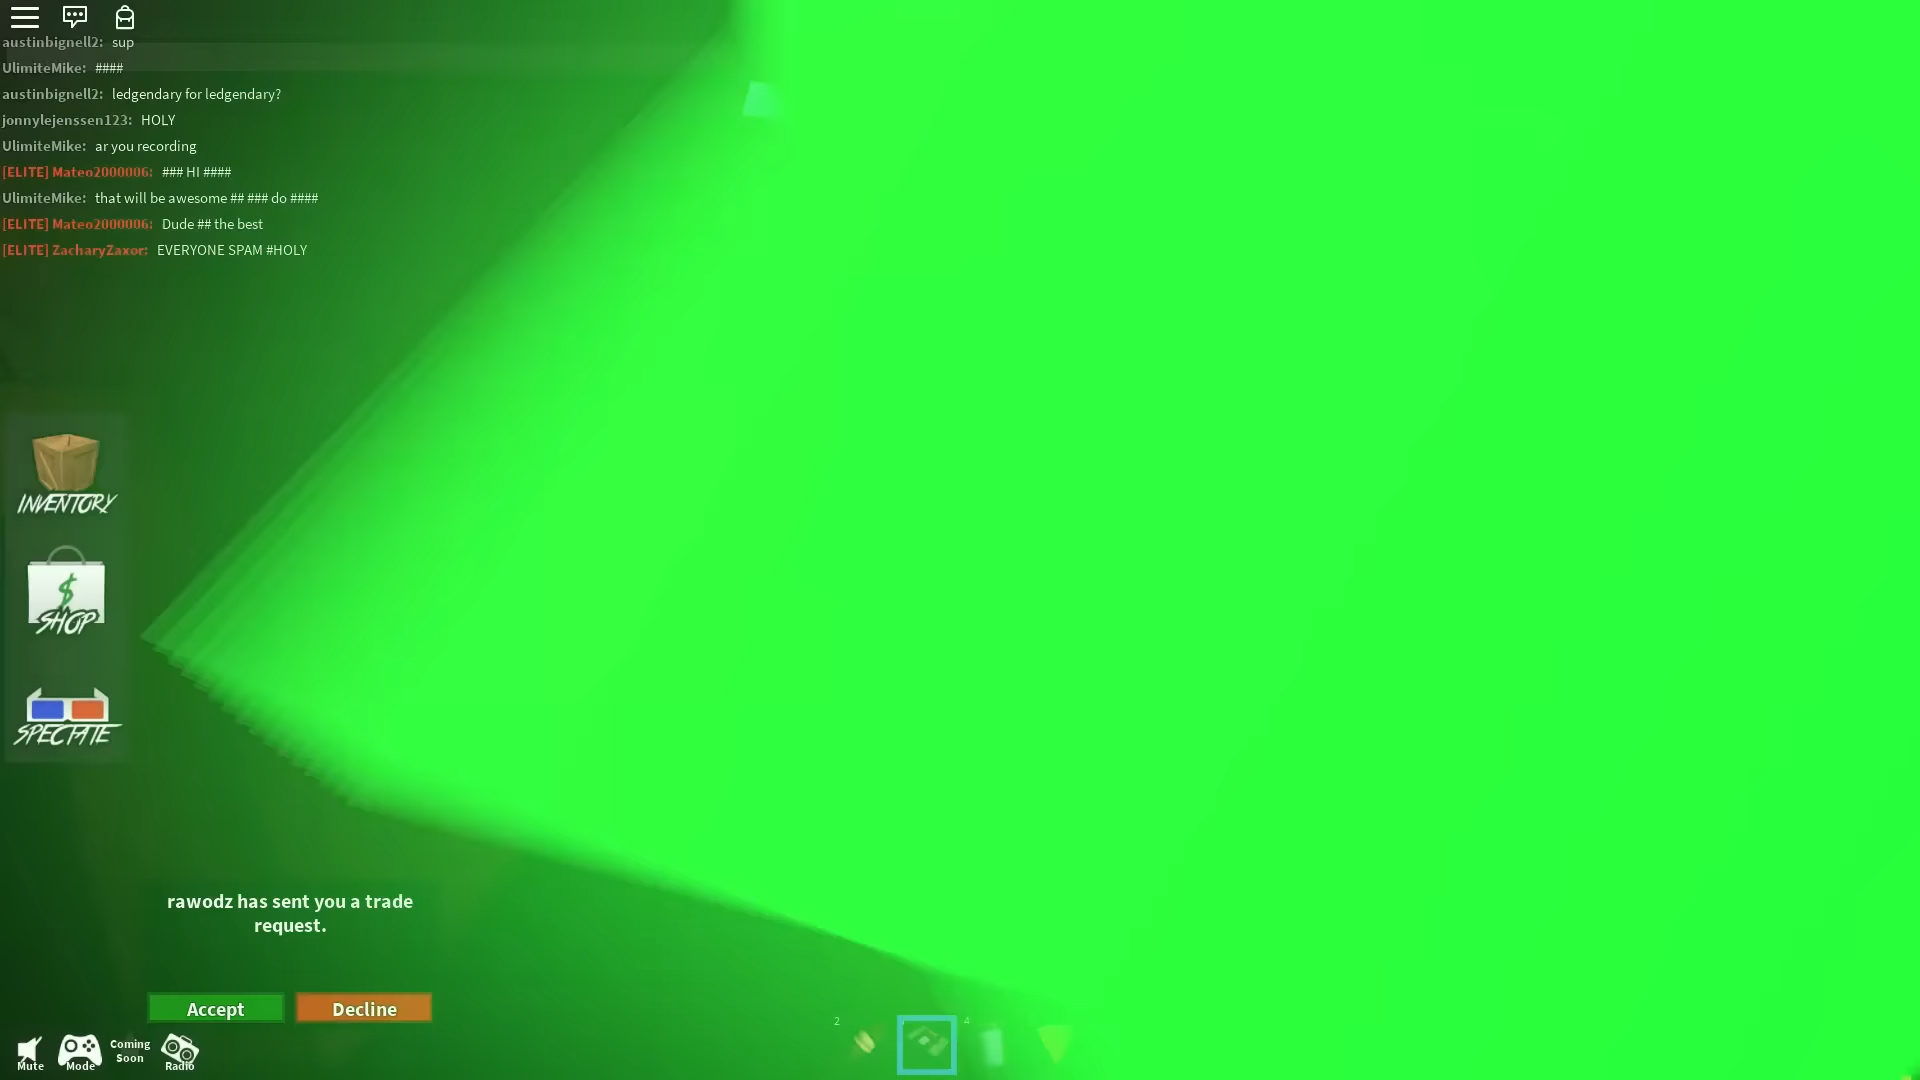 austinbignell2: sup
UlimiteMike: ####
austinbignell2: ledgendary for ledgendary?
jonnylejenssen123: HOLY
UlimiteMike: ar you recording
[ELITE] Mateo2000006: ### HI ####
UlimiteMike: that will be awesome ## ### do ####
[ELITE] Mateo2000006: Dude ## the best
[ELITE] ZacharyZaxor: EVERYONE SPAM #HOLY
INVENTORY
$
SHOP
SPECTATE
rawodz has sent you a trade
request.
Accept Decline
2 4
Mute Mode Coming
Soon Radio